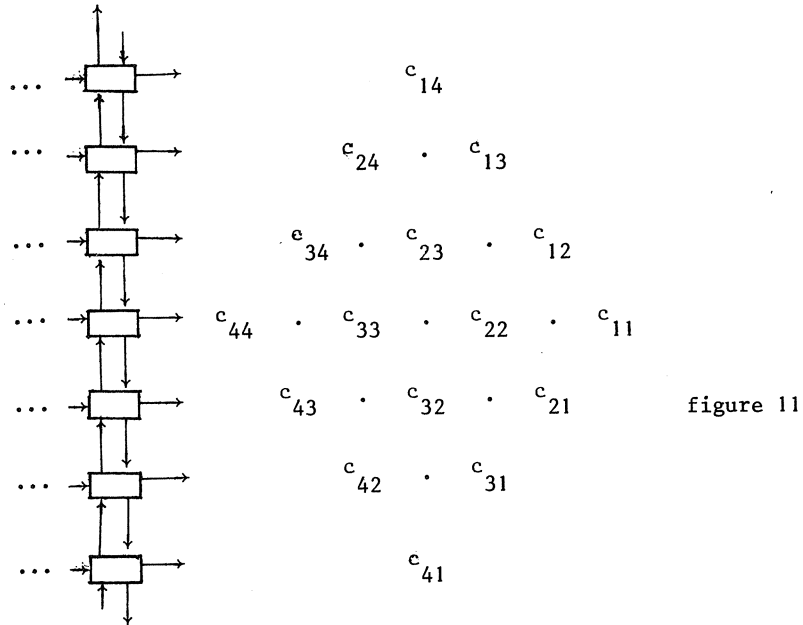 ... c14
... c24 . c13
... c34 . c23 . c12
... c44 . c33 . c22 . c11
... c43 . c32 . c21 figure 11
... c42 . c31
... c41